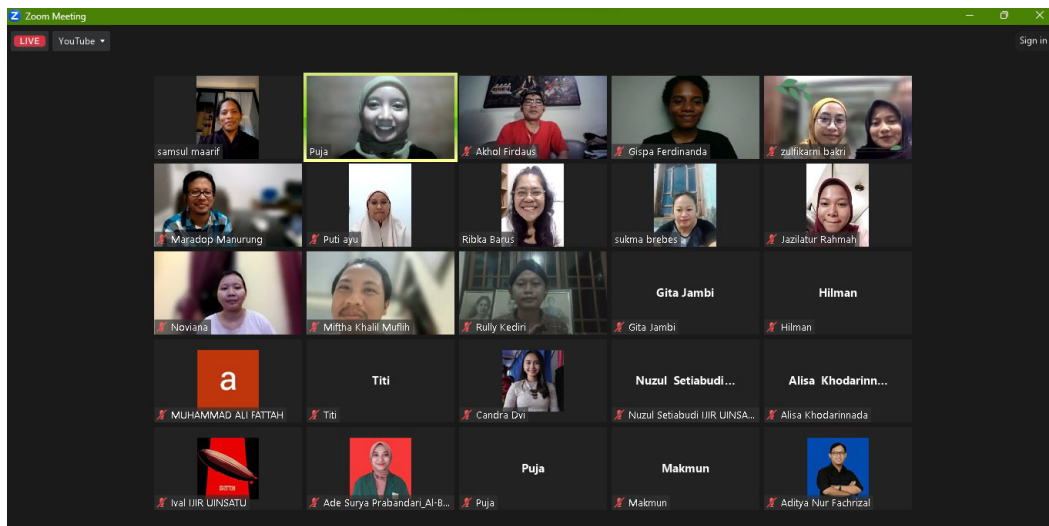 Zoom Meeting
LIVE YouTube Sign in
samsul maarif
Puja
Akhol Firdaus
Gispa Ferdinanda
zulfikarni bakri
Maradop Manurung
Puti ayu
Ribka Barus
sukma brebes
Jazilatur Rahmah
Noviana
Miftha Khalil Muflih
Rully Kediri
Gita Jambi
Gita Jambi
Hilman
Hilman
a
MUHAMMAD ALI FATTAH
Titi
Titi
Candra Dvi
Nuzul Setiabudi...
Nuzul Setiabudi IJIR UINSA...
Alisa Khodarinn...
Alisa Khodarinnada
Ival IJIR UINSATU
Ade Surya Prabandari_Al-B...
Puja
Puja
Makmun
Makmun
Aditya Nur Fachrizal